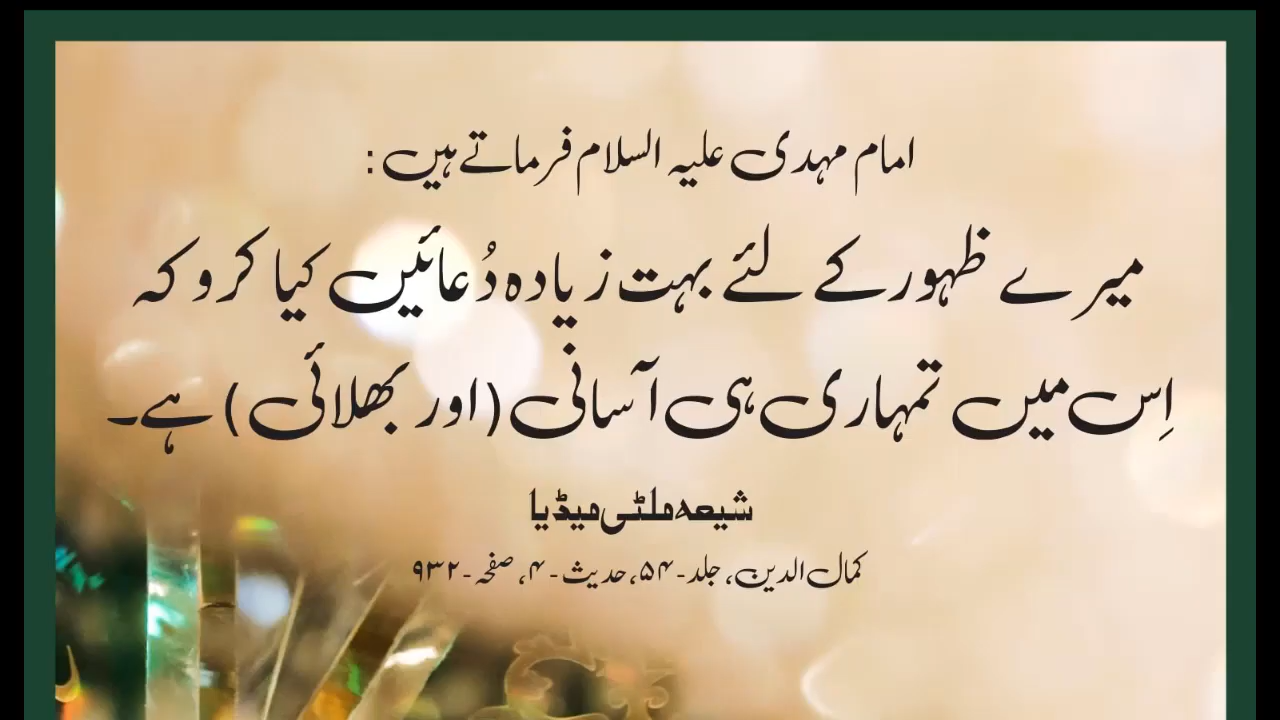 امام مہدی علیہ السلام فرماتے ہیں :
میرے ظہور کے لئے بہت زیادہ دُعائیں کیا کرو کہ
اِس میں تمہاری ہی آسانی (اور بھلائی) ہے۔
شیعہ ملٹی میڈیا
کمال الدین، جلد-۵۴، حدیث-۴، صفحہ-۹۳۲